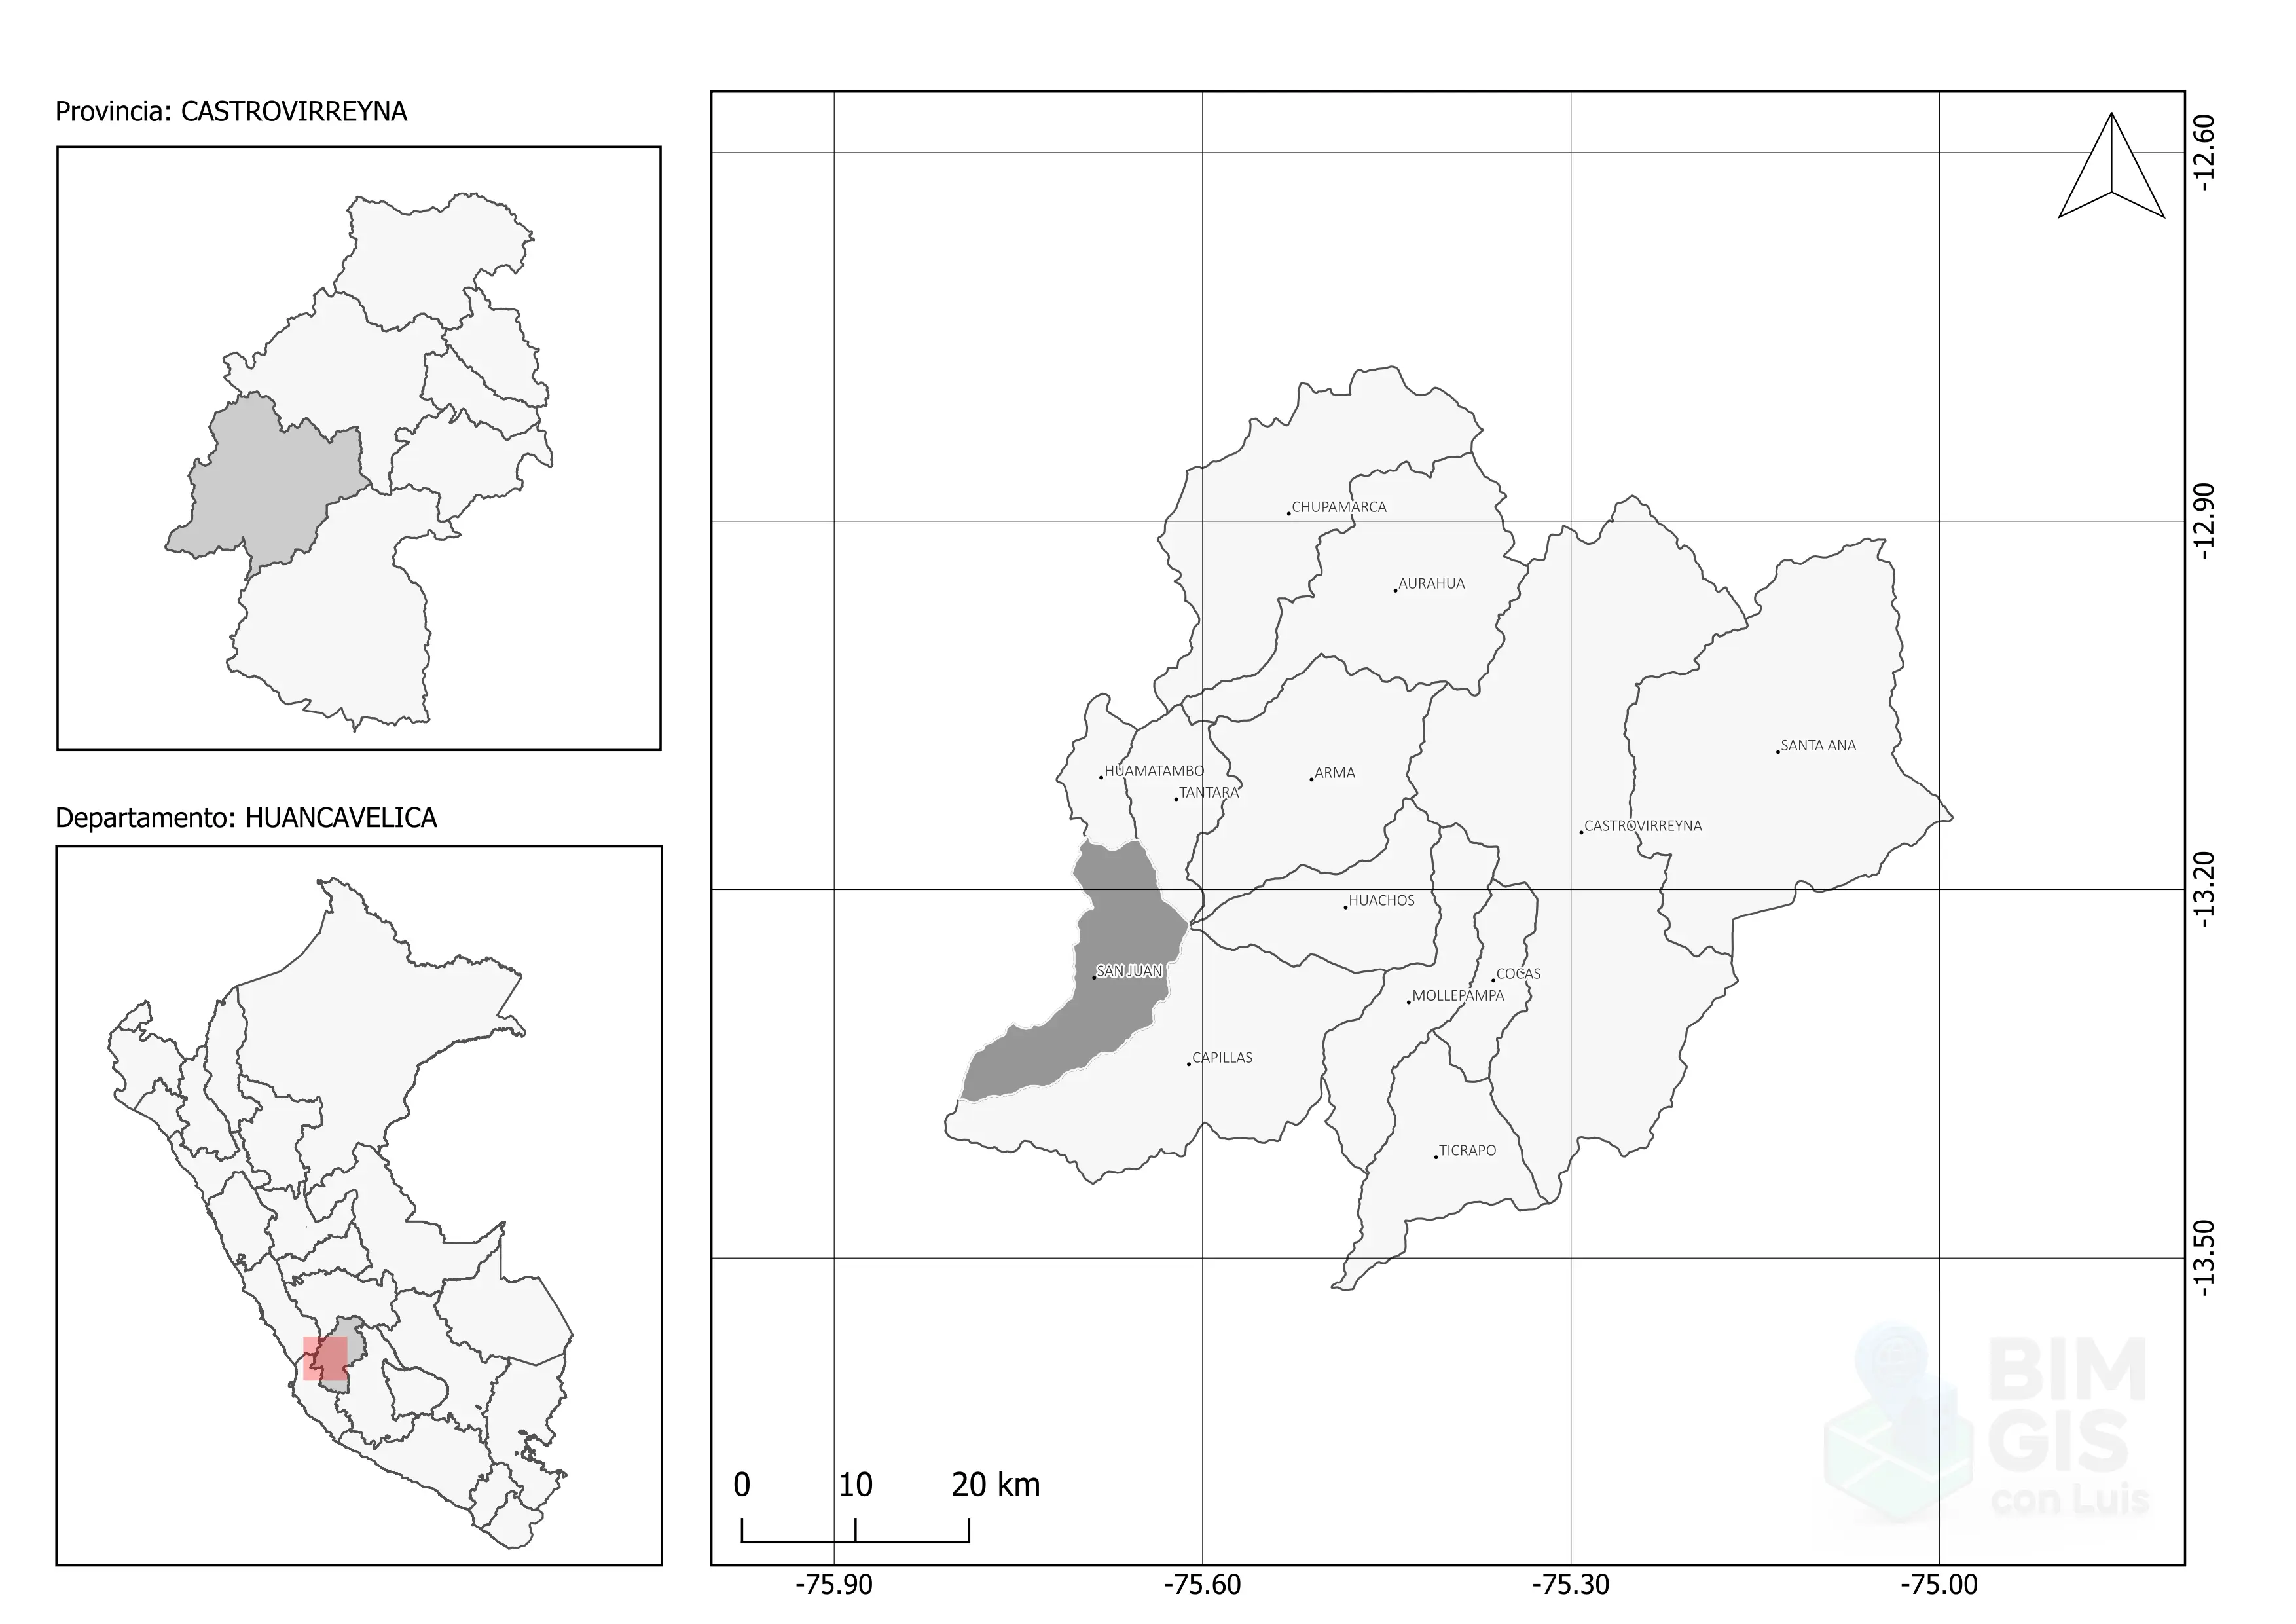 Provincia: CASTROVIRREYNA
Departamento: HUANCAVELICA
CHUPAMARCA
AURAHUA
SANTA ANA
HUAMATAMBO
ARMA
TANTARA
CASTROVIRREYNA
HUACHOS
SAN JUAN
COCAS
MOLLEPAMPA
CAPILLAS
TICRAPO
-12.60
-12.90
-13.20
-13.50
0 10 20 km
-75.90 -75.60 -75.30 -75.00
BIM
GIS
con Luis